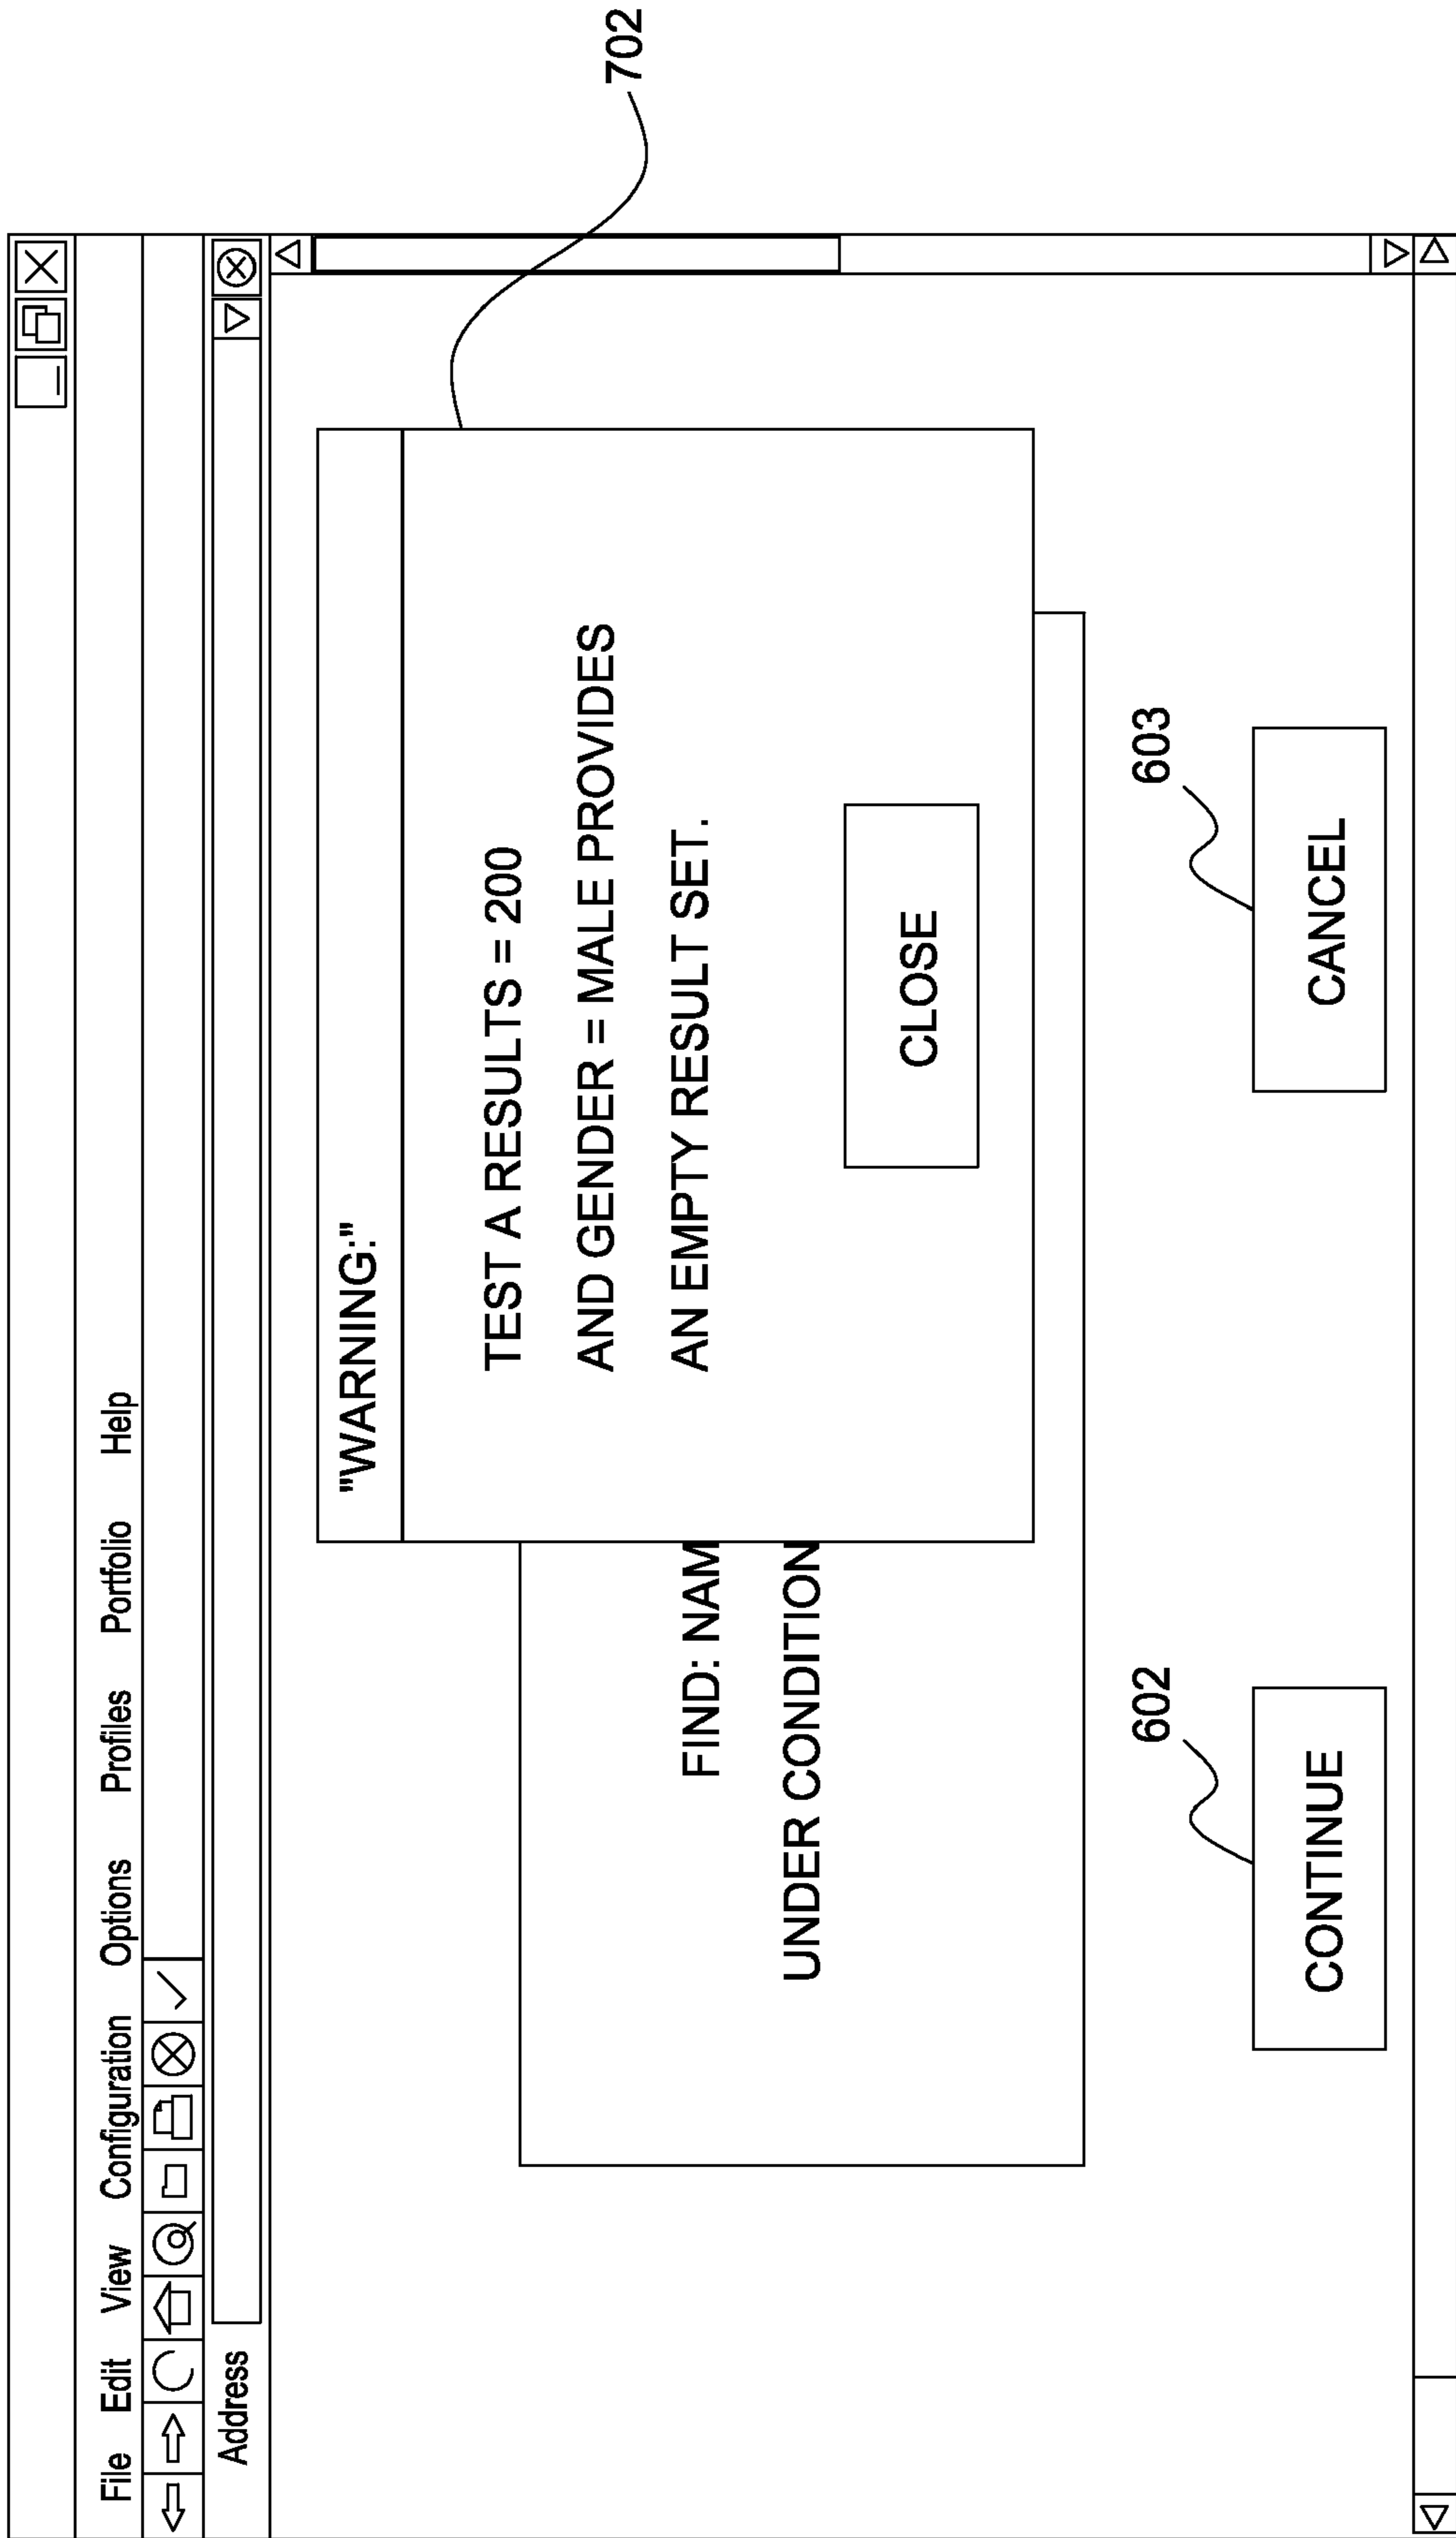 File Edit View Configuration Options Profiles Portfolio Help
Address
"WARNING:"
TEST A RESULTS = 200
AND GENDER = MALE PROVIDES
AN EMPTY RESULT SET.
CLOSE
702
FIND: NAM
UNDER CONDITION
602
603
CONTINUE
CANCEL